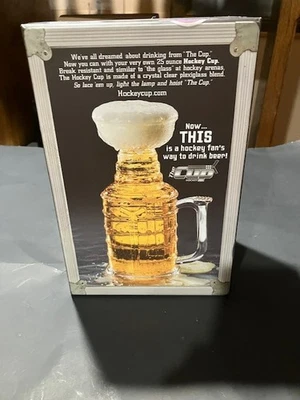 We've all dreamed about drinking from "The Cup."
Now you can with your very own 25 ounce Hockey Cup.
Break resistant and similar to "the glass" at hockey arenas,
The Hockey Cup is made of a crystal clear plexiglass blend.
So lace 'em up, light the lamp and hoist "The Cup."
Hockeycup.com
Now...
THIS
is a hockey fan's
way to drink beer!
CUP